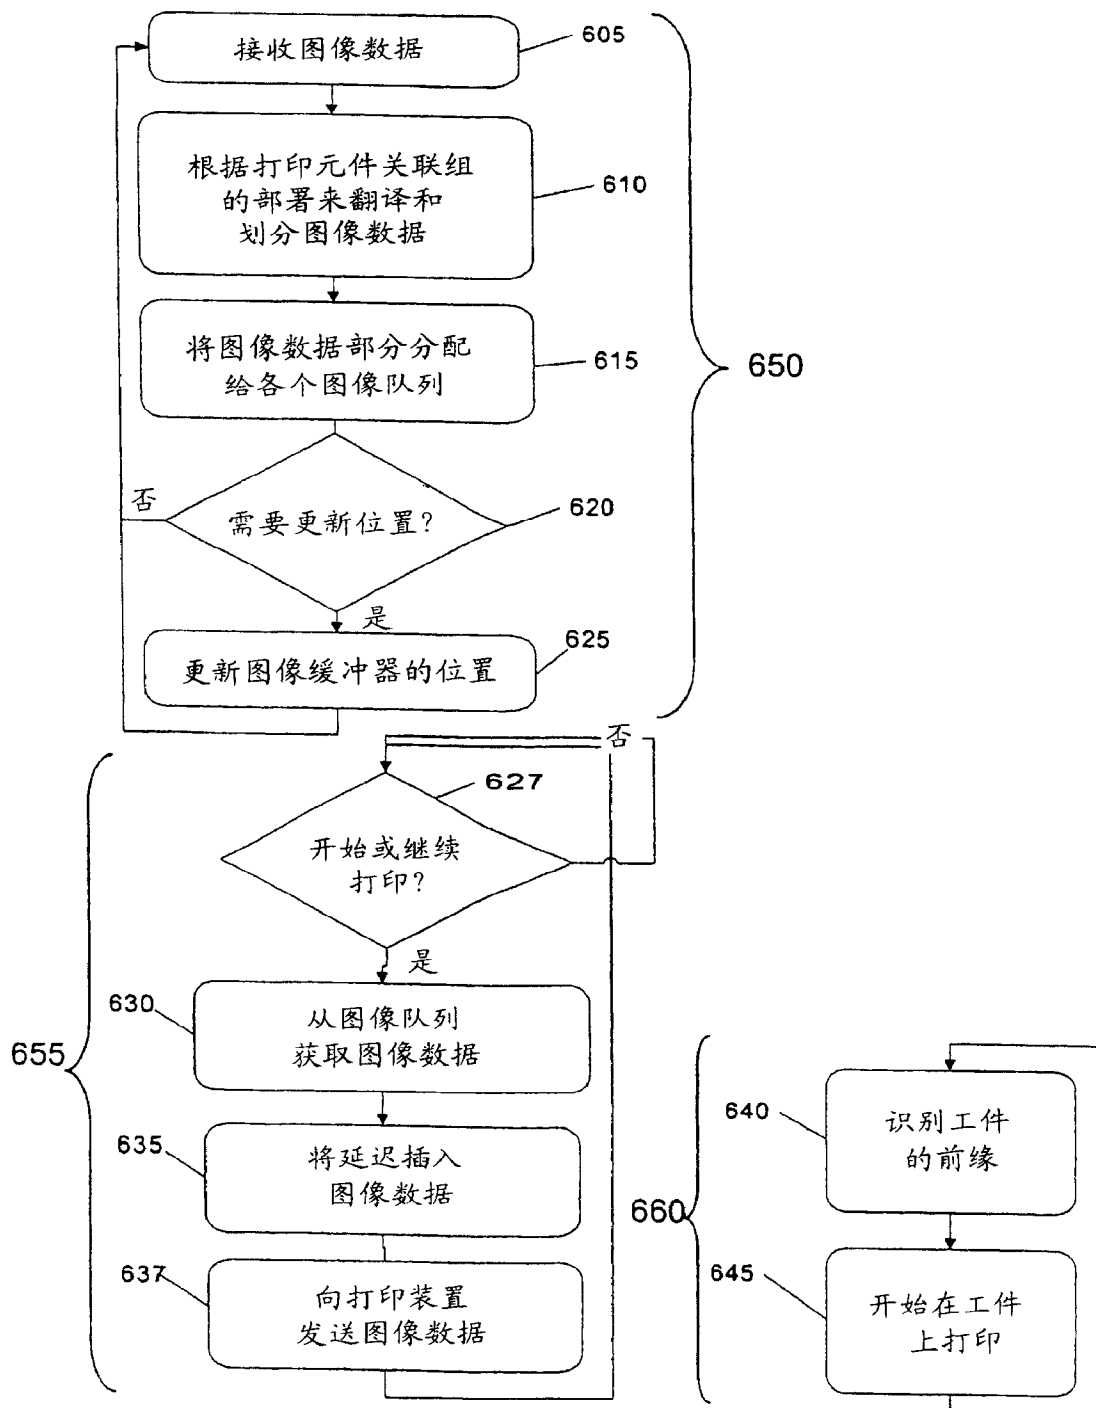 接收图像数据
605
根据打印元件关联组
的部署来翻译和
划分图像数据
610
将图像数据部分分配
给各个图像队列
615
650
否
需要更新位置？
620
是
更新图像缓冲器的位置
625
否
627
开始或继续
打印？
是
630
从图像队列
获取图像数据
655
635
将延迟插入
图像数据
637
向打印装置
发送图像数据
640
识别工件
的前缘
660
645
开始在工件
上打印